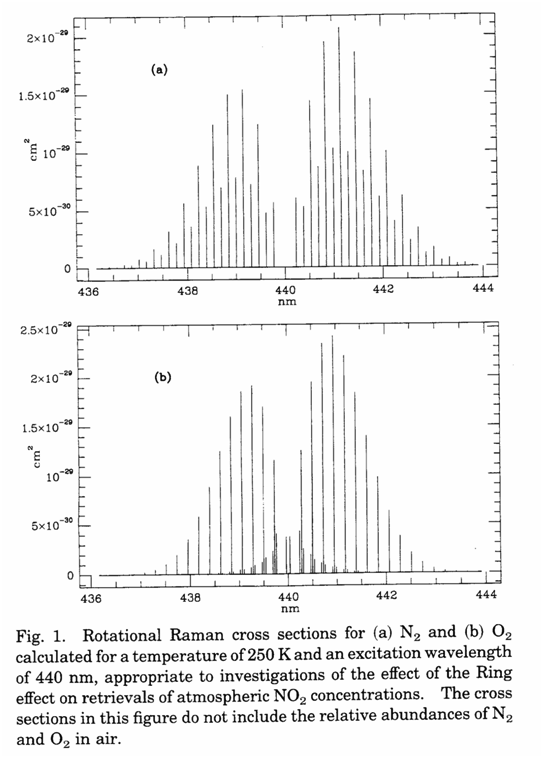 2×10⁻²⁹
(a)
1.5×10⁻²⁹
cm²
10⁻²⁹
5×10⁻³⁰
0
436 438 440 442 444
nm
2.5×10⁻²⁹
2×10⁻²⁹
(b)
1.5×10⁻²⁹
cm²
10⁻²⁹
5×10⁻³⁰
0
436 438 440 442 444
nm
Fig. 1. Rotational Raman cross sections for (a) N₂ and (b) O₂
calculated for a temperature of 250 K and an excitation wavelength
of 440 nm, appropriate to investigations of the effect of the Ring
effect on retrievals of atmospheric NO₂ concentrations. The cross
sections in this figure do not include the relative abundances of N₂
and O₂ in air.